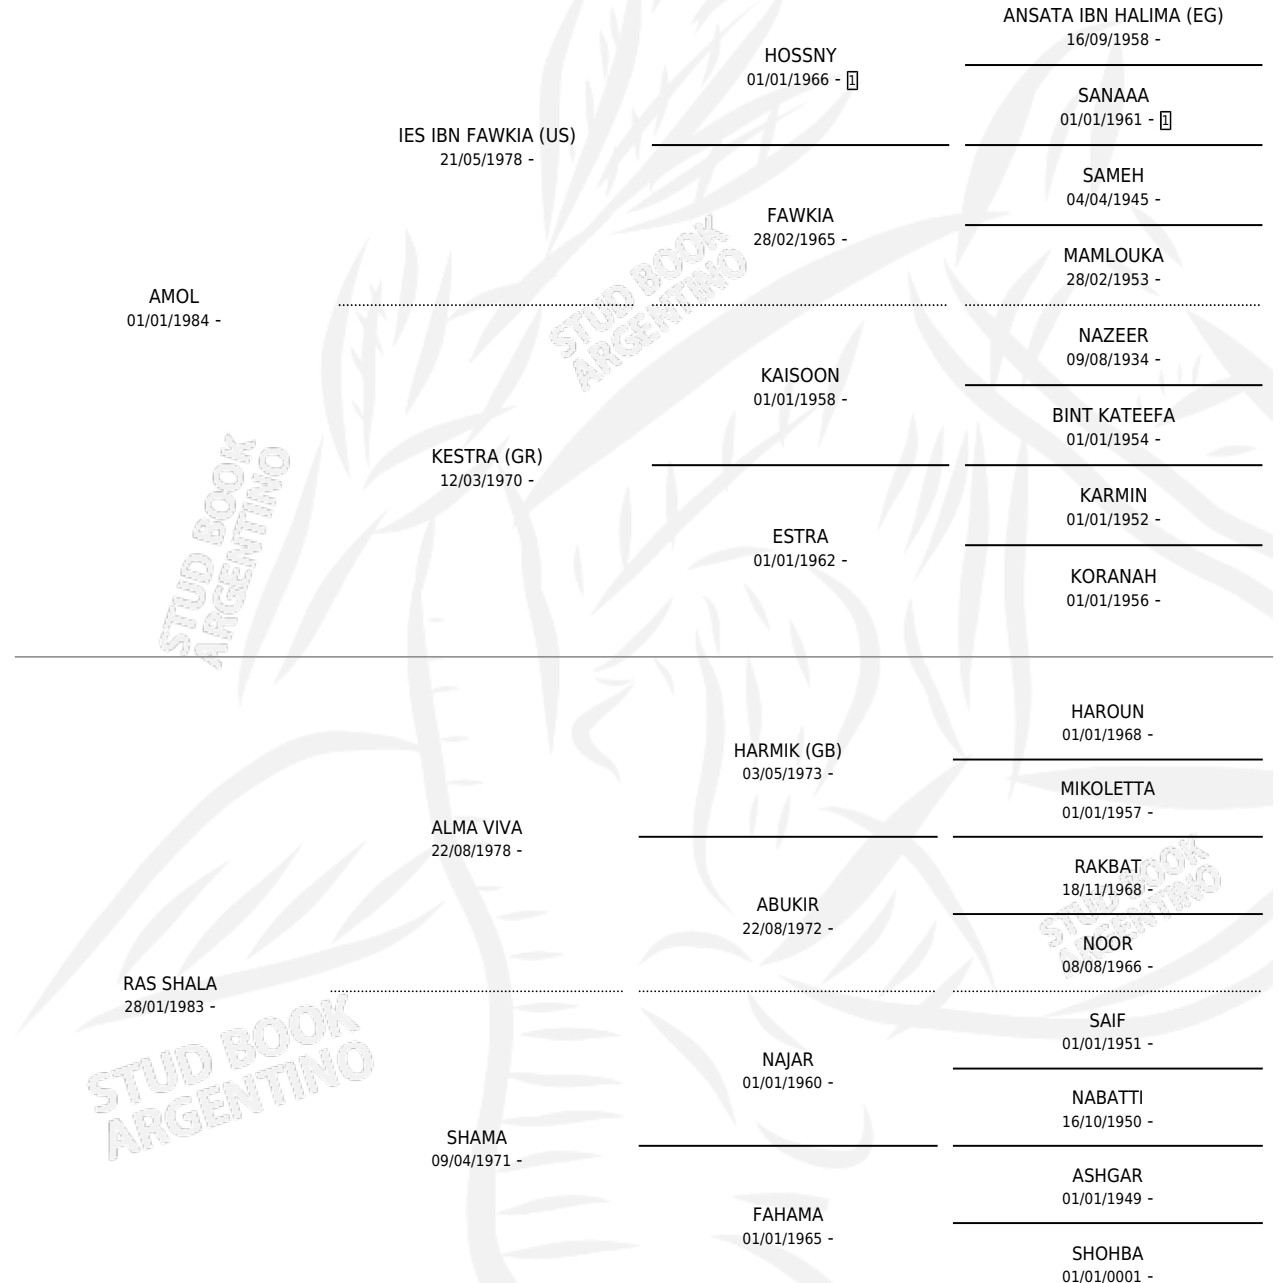 ANSATA IBN HALIMA (EG)
16/09/1958 -
HOSSNY
01/01/1966 - 1
SANAAA
01/01/1961 - 1
IES IBN FAWKIA (US)
21/05/1978 -
SAMEH
04/04/1945 -
FAWKIA
28/02/1965 -
MAMLOUKA
28/02/1953 -
AMOL
01/01/1984 -
NAZEER
09/08/1934 -
KAISOON
01/01/1958 -
BINT KATEEFA
01/01/1954 -
KESTRA (GR)
12/03/1970 -
KARMIN
01/01/1952 -
ESTRA
01/01/1962 -
KORANAH
01/01/1956 -
HAROUN
01/01/1968 -
HARMIK (GB)
03/05/1973 -
MIKOLETTA
01/01/1957 -
ALMA VIVA
22/08/1978 -
RAKBAT
18/11/1968 -
ABUKIR
22/08/1972 -
NOOR
08/08/1966 -
RAS SHALA
28/01/1983 -
SAIF
01/01/1951 -
NAJAR
01/01/1960 -
NABATTI
16/10/1950 -
SHAMA
09/04/1971 -
ASHGAR
01/01/1949 -
FAHAMA
01/01/1965 -
SHOHBA
01/01/0001 -
STUD BOOK
ARGENTINO
STUD BOOK
ARGENTINO
STUD BOOK
ARGENTINO
STUD BOOK
ARGENTINO